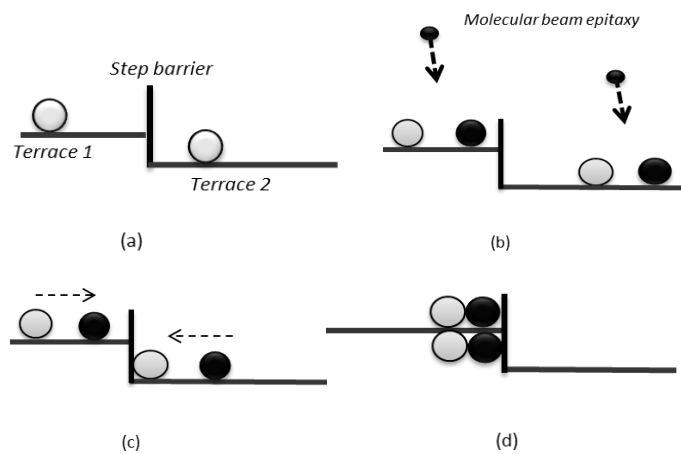 Molecular beam epitaxy
Step barrier
Terrace 1
Terrace 2
(a)
(b)
(c)
(d)